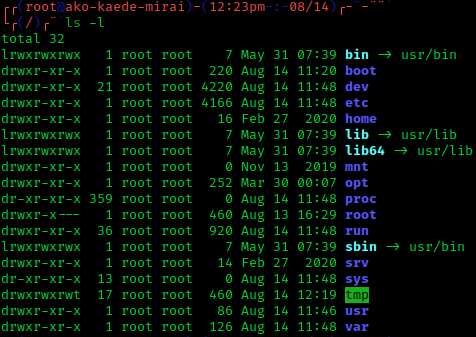 ┌┌(root@ako-kaede-mirai)-(12:23pm-:-08/14)┌-¨-¨¨˙
└┌(/)┌¨˙ls -l
total 32
lrwxrwxrwx   1 root root    7 May 31 07:39 bin -> usr/bin
drwxr-xr-x   1 root root  220 Aug 14 11:20 boot
drwxr-xr-x  21 root root 4220 Aug 14 11:48 dev
drwxr-xr-x   1 root root 4166 Aug 14 11:48 etc
drwxr-xr-x   1 root root   16 Feb 27  2020 home
lrwxrwxrwx   1 root root    7 May 31 07:39 lib -> usr/lib
lrwxrwxrwx   1 root root    7 May 31 07:39 lib64 -> usr/lib
drwxr-xr-x   1 root root    0 Nov 13  2019 mnt
drwxr-xr-x   1 root root  252 Mar 30 00:07 opt
dr-xr-xr-x 359 root root    0 Aug 14 11:48 proc
drwxr-x---   1 root root  460 Aug 13 16:29 root
drwxr-xr-x  36 root root  920 Aug 14 11:48 run
lrwxrwxrwx   1 root root    7 May 31 07:39 sbin -> usr/bin
drwxr-xr-x   1 root root   14 Feb 27  2020 srv
dr-xr-xr-x  13 root root    0 Aug 14 11:48 sys
drwxrwxrwt  17 root root  460 Aug 14 12:19 tmp
drwxr-xr-x   1 root root   86 Aug 14 11:46 usr
drwxr-xr-x   1 root root  126 Aug 14 11:48 var